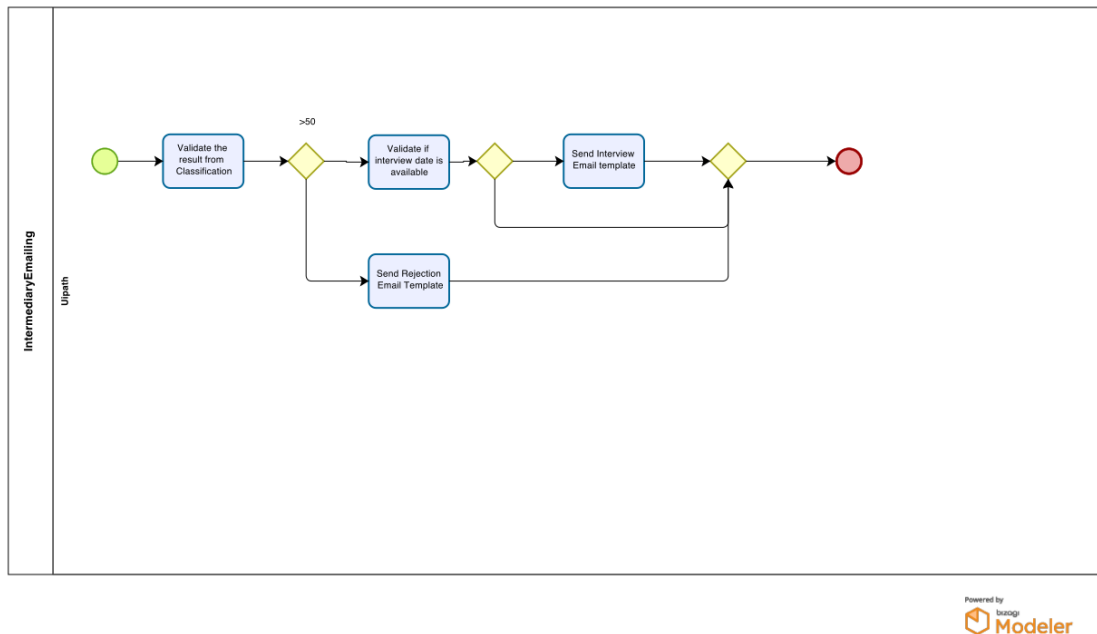 >50
Validate the
result from
Classification
Validate if
interview date is
available
Send Interview
Email template
Send Rejection
Email Template
IntermediaryEmailing
Uipath
Powered by
bizagi
Modeler